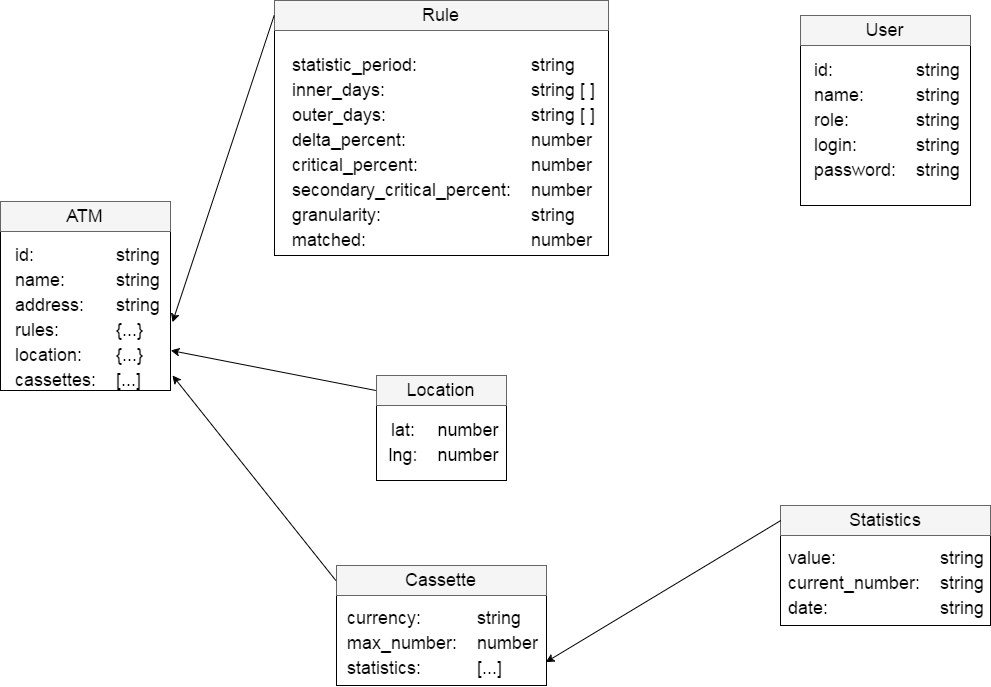 Rule
statistic_period: string
inner_days: string [ ]
outer_days: string [ ]
delta_percent: number
critical_percent: number
secondary_critical_percent: number
granularity: string
matched: number
User
id: string
name: string
role: string
login: string
password: string
ATM
id: string
name: string
address: string
rules: {...}
location: {...}
cassettes: [...]
Location
lat: number
lng: number
Cassette
currency: string
max_number: number
statistics: [...]
Statistics
value: string
current_number: string
date: string